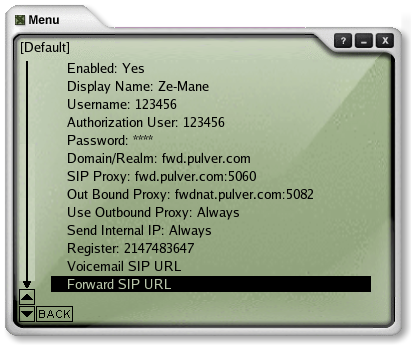 Menu
? – X
[Default]
Enabled: Yes
Display Name: Ze-Mane
Username: 123456
Authorization User: 123456
Password: ****
Domain/Realm: fwd.pulver.com
SIP Proxy: fwd.pulver.com:5060
Out Bound Proxy: fwdnat.pulver.com:5082
Use Outbound Proxy: Always
Send Internal IP: Always
Register: 2147483647
Voicemail SIP URL
Forward SIP URL
BACK